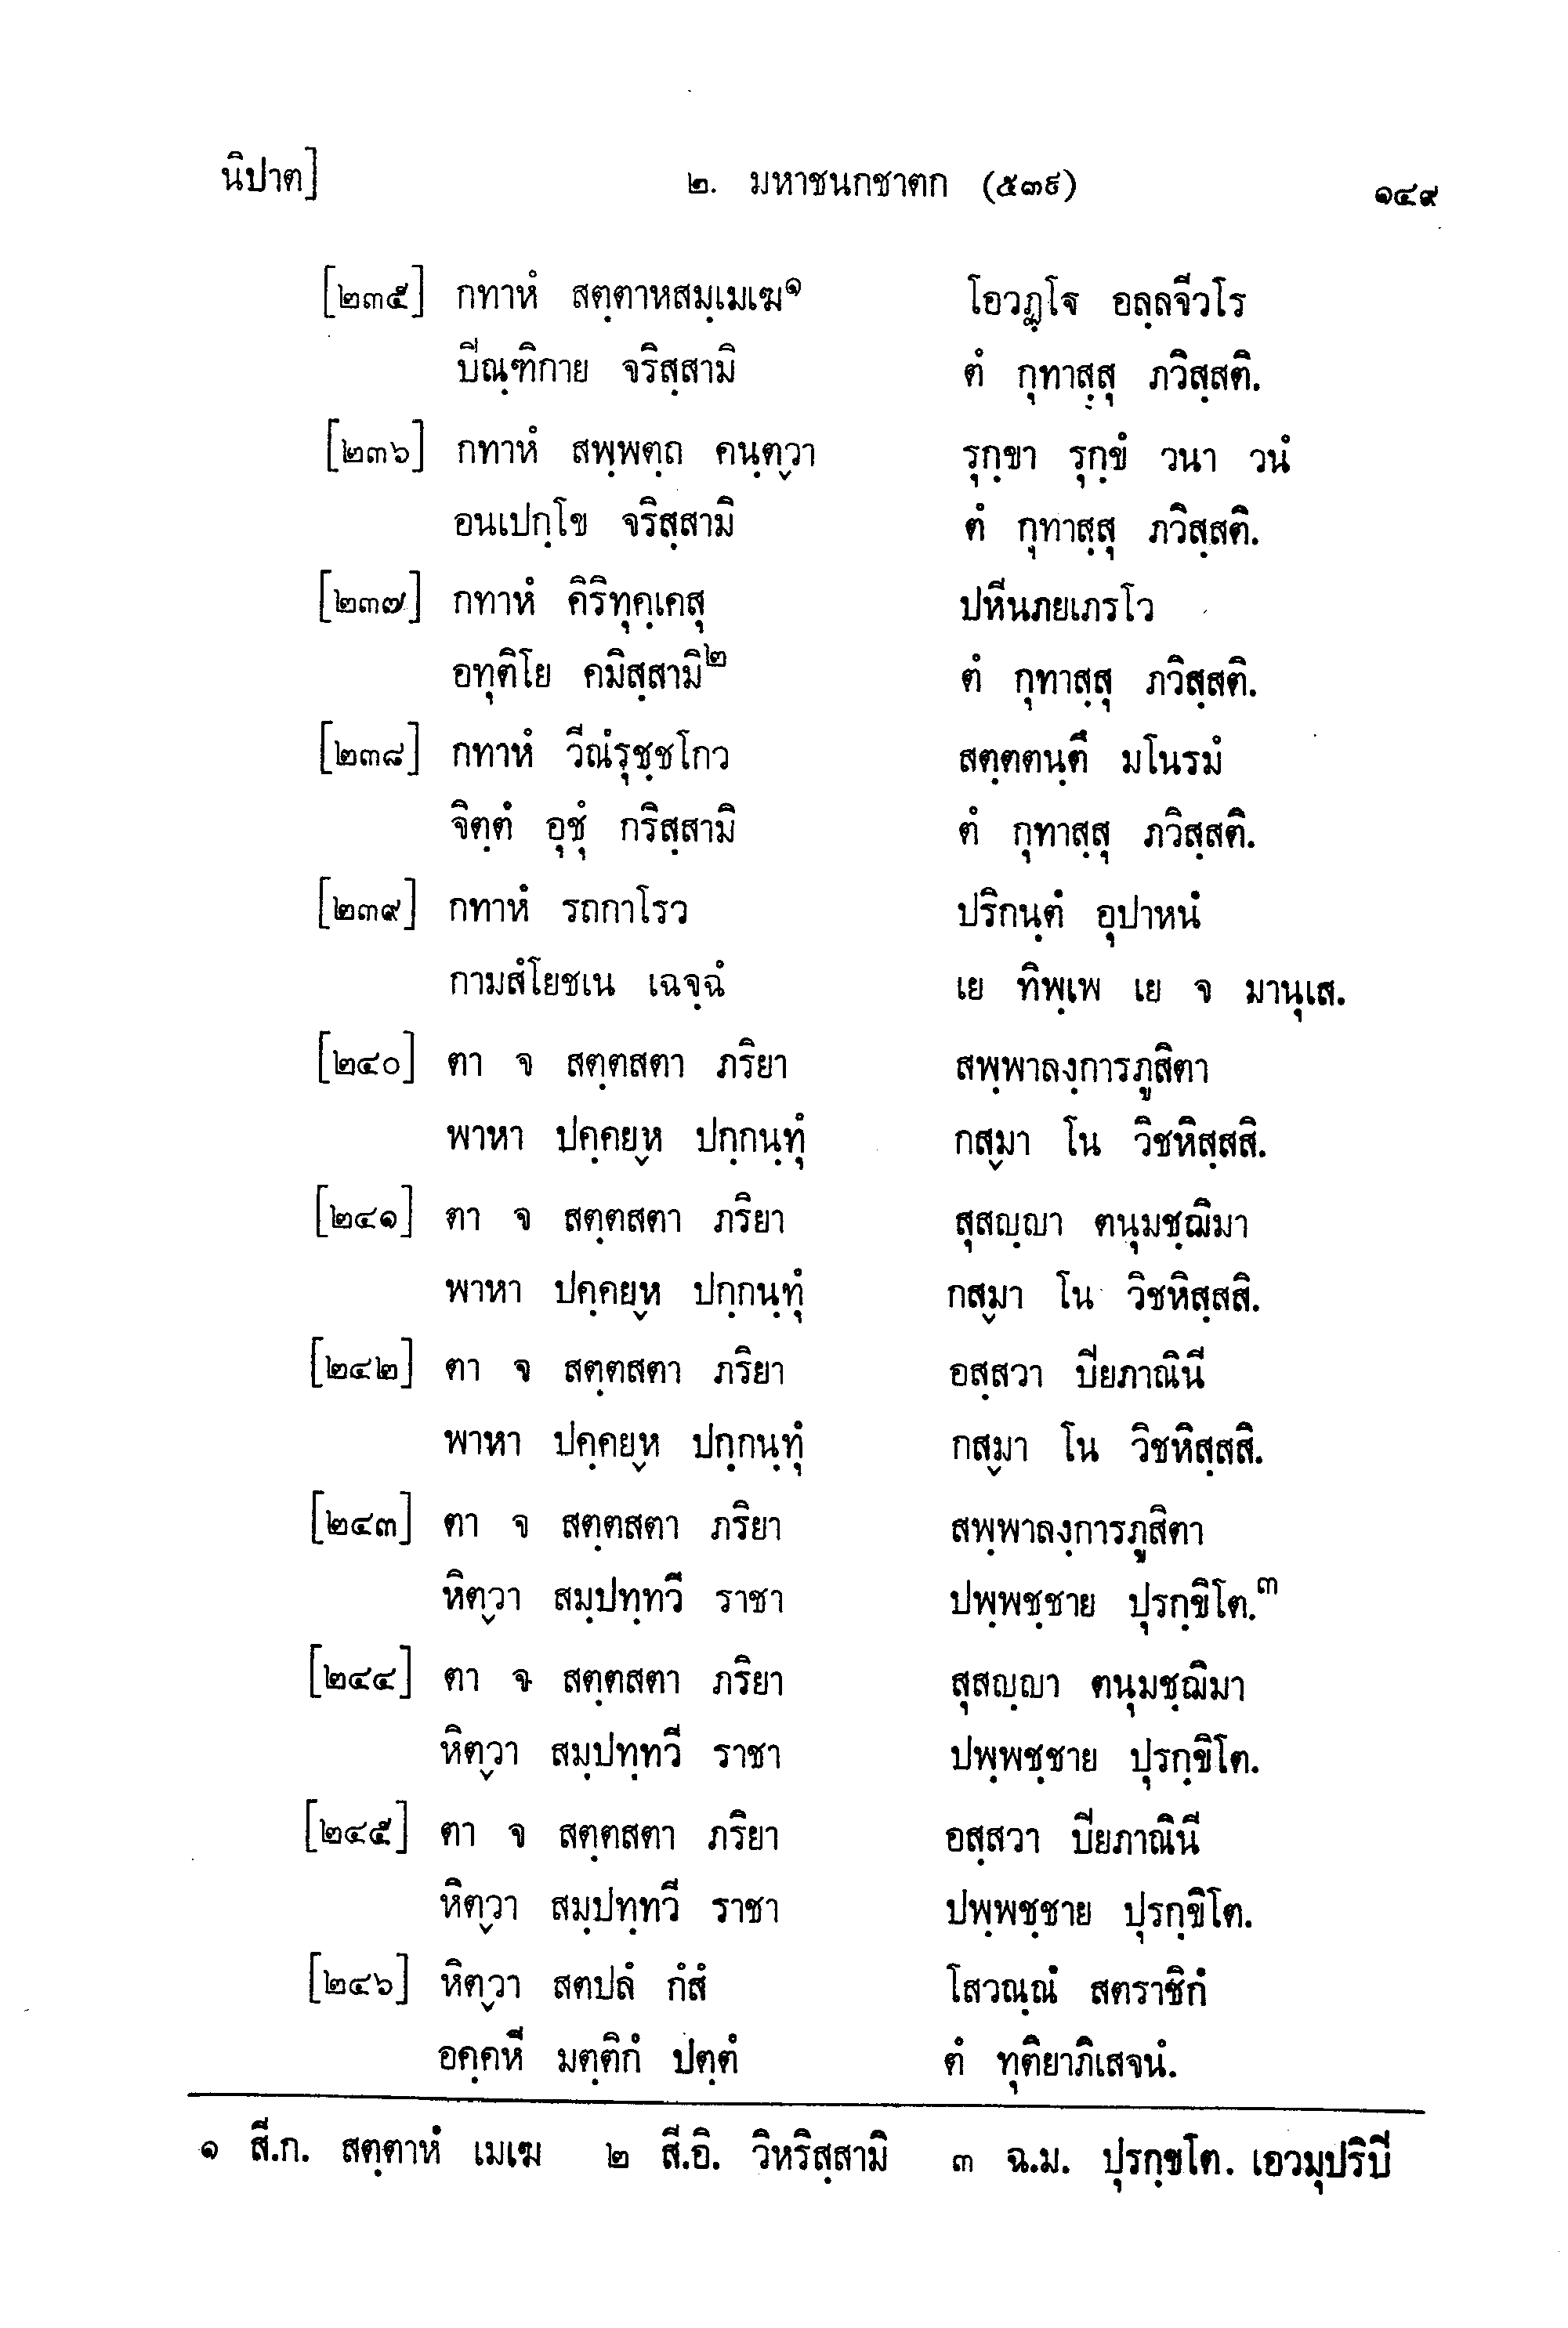 นิปาต] ๒. มหาชนกชาตก (๕๓๙) ๑๔๙
[๒๓๕] กทาหํ สตฺตาหสมฺเมเฆ๑ โอวฏฺโฐ อลฺลจีวโร
ปิณฺฑิกาย จริสฺสามิ ตํ กุทาสฺสุ ภวิสฺสติ.
[๒๓๖] กทาหํ สพฺพตฺถ คนฺตฺวา รุกฺขา รุกฺขํ วนา วนํ
อนเปกฺโข จริสฺสามิ ตํ กุทาสฺสุ ภวิสฺสติ.
[๒๓๗] กทาหํ คิริทุคฺเคสุ ปหีนภยเภรโว
อทุติโย คมิสฺสามิ๒ ตํ กุทาสฺสุ ภวิสฺสติ.
[๒๓๘] กทาหํ วีณํรุชฺชโกว สตฺตตนฺตึ มโนรมํ
จิตฺตํ อุชุํ กริสฺสามิ ตํ กุทาสฺสุ ภวิสฺสติ.
[๒๓๙] กทาหํ รถกาโรว ปริกนฺตํ อุปาหนํ
กามสํโยชเน เฉจฺฉํ เย ทิพฺเพ เย จ มานุเส.
[๒๔๐] ตา จ สตฺตสตา ภริยา สพฺพาลงฺการภูสิตา
พาหา ปคฺคยฺห ปกฺกนฺทุํ กสฺมา โน วิชหิสฺสสิ.
[๒๔๑] ตา จ สตฺตสตา ภริยา สุสญฺญา ตนุมชฺฌิมา
พาหา ปคฺคยฺห ปกฺกนฺทุํ กสฺมา โน วิชหิสฺสสิ.
[๒๔๒] ตา จ สตฺตสตา ภริยา อสฺสวา ปิยภาณินี
พาหา ปคฺคยฺห ปกฺกนฺทุํ กสฺมา โน วิชหิสฺสสิ.
[๒๔๓] ตา จ สตฺตสตา ภริยา สพฺพาลงฺการภูสิตา
หิตฺวา สมฺปทฺทวี ราชา ปพฺพชฺชาย ปุรกฺขิโต.๓
[๒๔๔] ตา จ สตฺตสตา ภริยา สุสญฺญา ตนุมชฺฌิมา
หิตฺวา สมฺปทฺทวี ราชา ปพฺพชฺชาย ปุรกฺขิโต.
[๒๔๕] ตา จ สตฺตสตา ภริยา อสฺสวา ปิยภาณินี
หิตฺวา สมฺปทฺทวี ราชา ปพฺพชฺชาย ปุรกฺขิโต.
[๒๔๖] หิตฺวา สตปลํ กํสํ โสวณฺณํ สตราชิกํ
อคฺคหี มตฺติกํ ปตฺตํ ตํ ทุติยาภิเสจนํ.
๑ สี.ก. สตฺตาหํ เมเฆ ๒ สี.อิ. วิหริสฺสามิ ๓ ฉ.ม. ปุรกฺขโต. เอวมุปริปิ